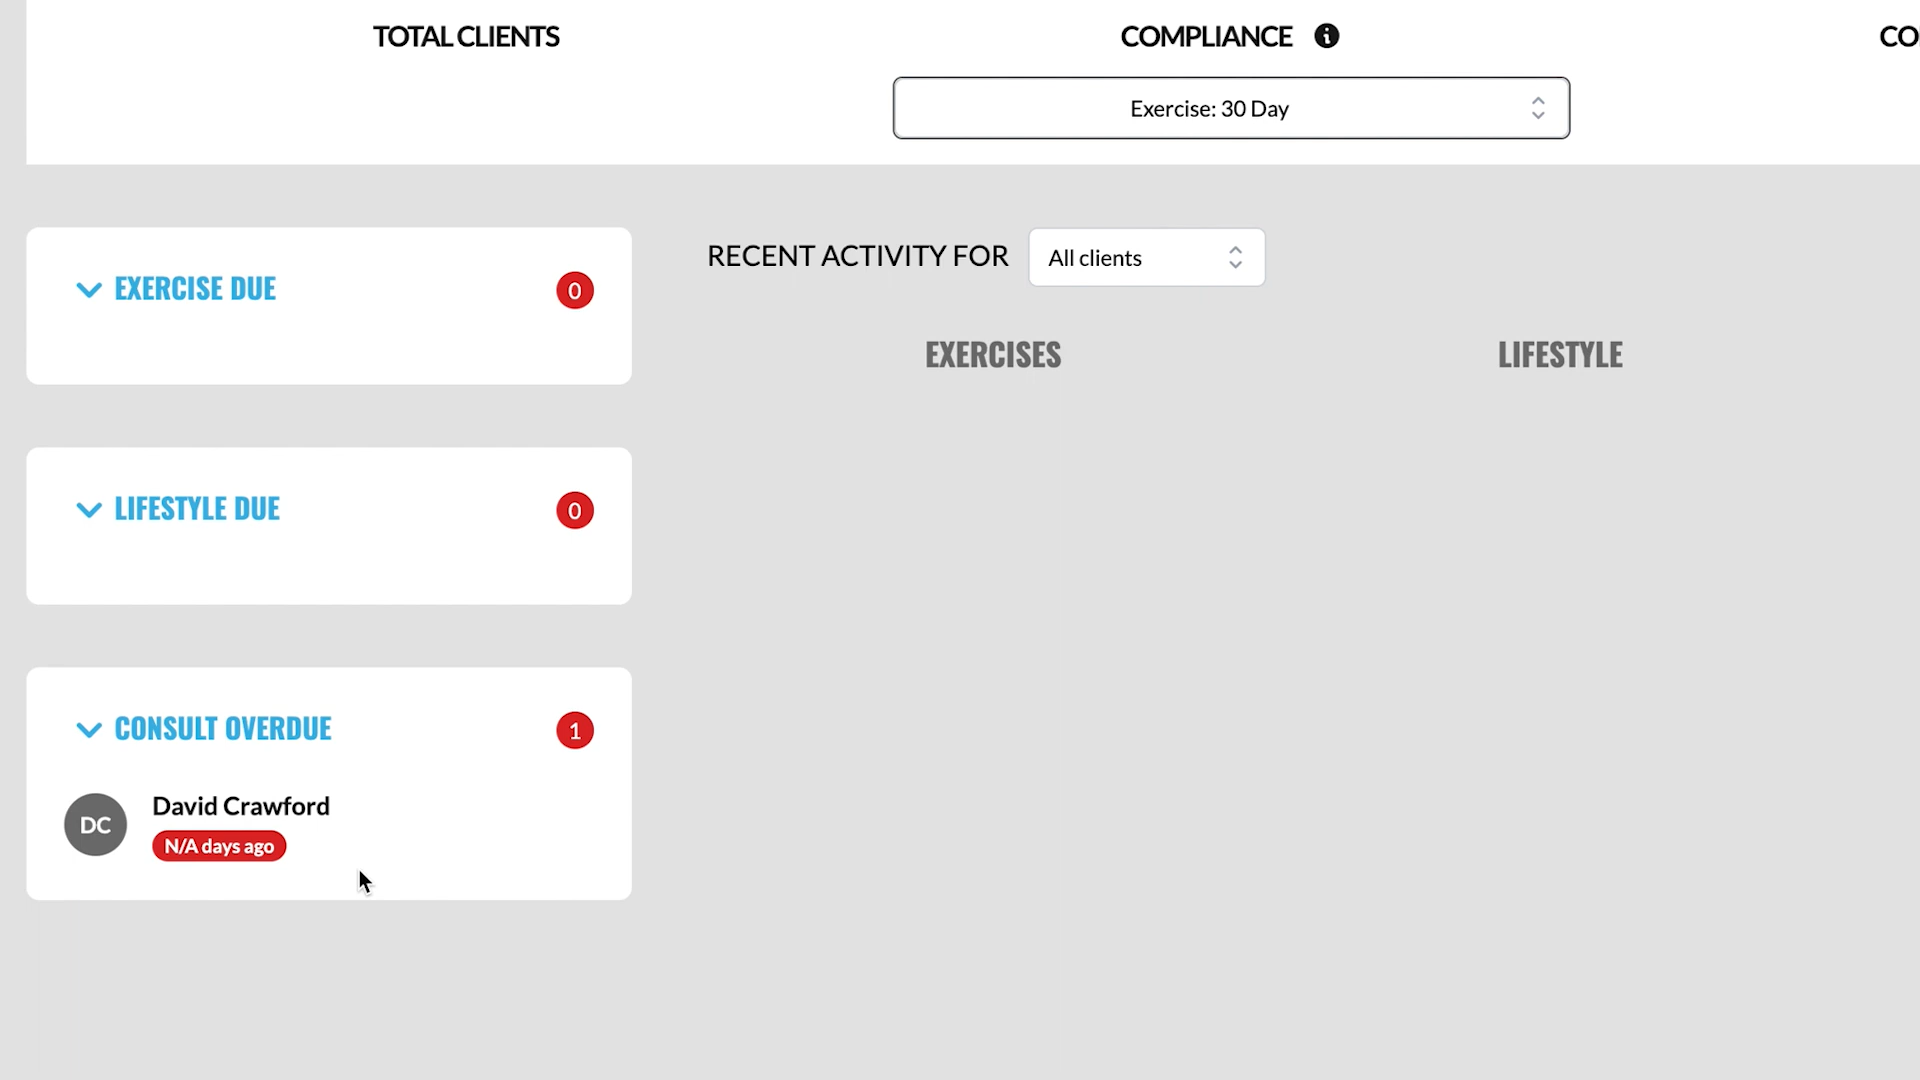 TOTAL CLIENTS
COMPLIANCE
CO
Exercise: 30 Day
EXERCISE DUE
0
RECENT ACTIVITY FOR
All clients
EXERCISES
LIFESTYLE
LIFESTYLE DUE
0
CONSULT OVERDUE
1
DC
David Crawford
N/A days ago